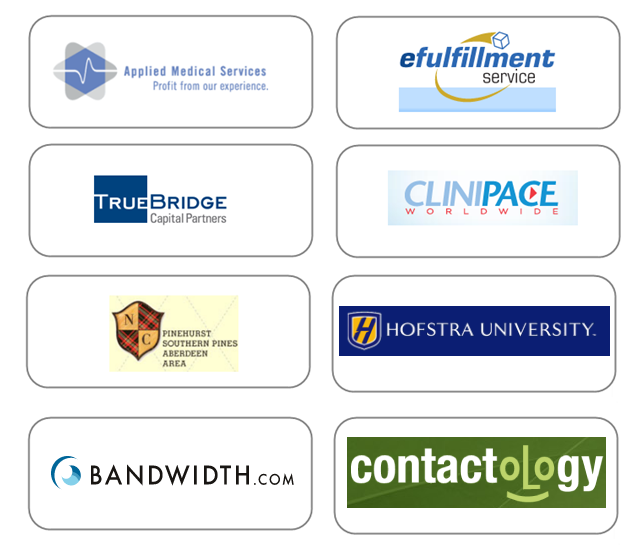 Applied Medical Services
Profit from our experience.
efulfillment
service
TRUEBRIDGE
Capital Partners
CLINIPACE
WORLDWIDE
N
C
PINEHURST
SOUTHERN PINES
ABERDEEN
AREA
H
HOFSTRA UNIVERSITY™
BANDWIDTH.COM
contactology